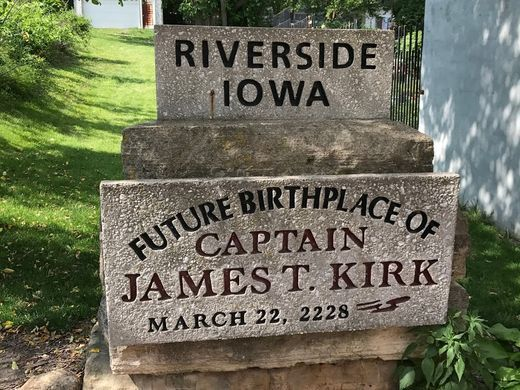 RIVERSIDE
IOWA
FUTURE BIRTHPLACE OF
CAPTAIN
JAMES T. KIRK
MARCH 22, 2228